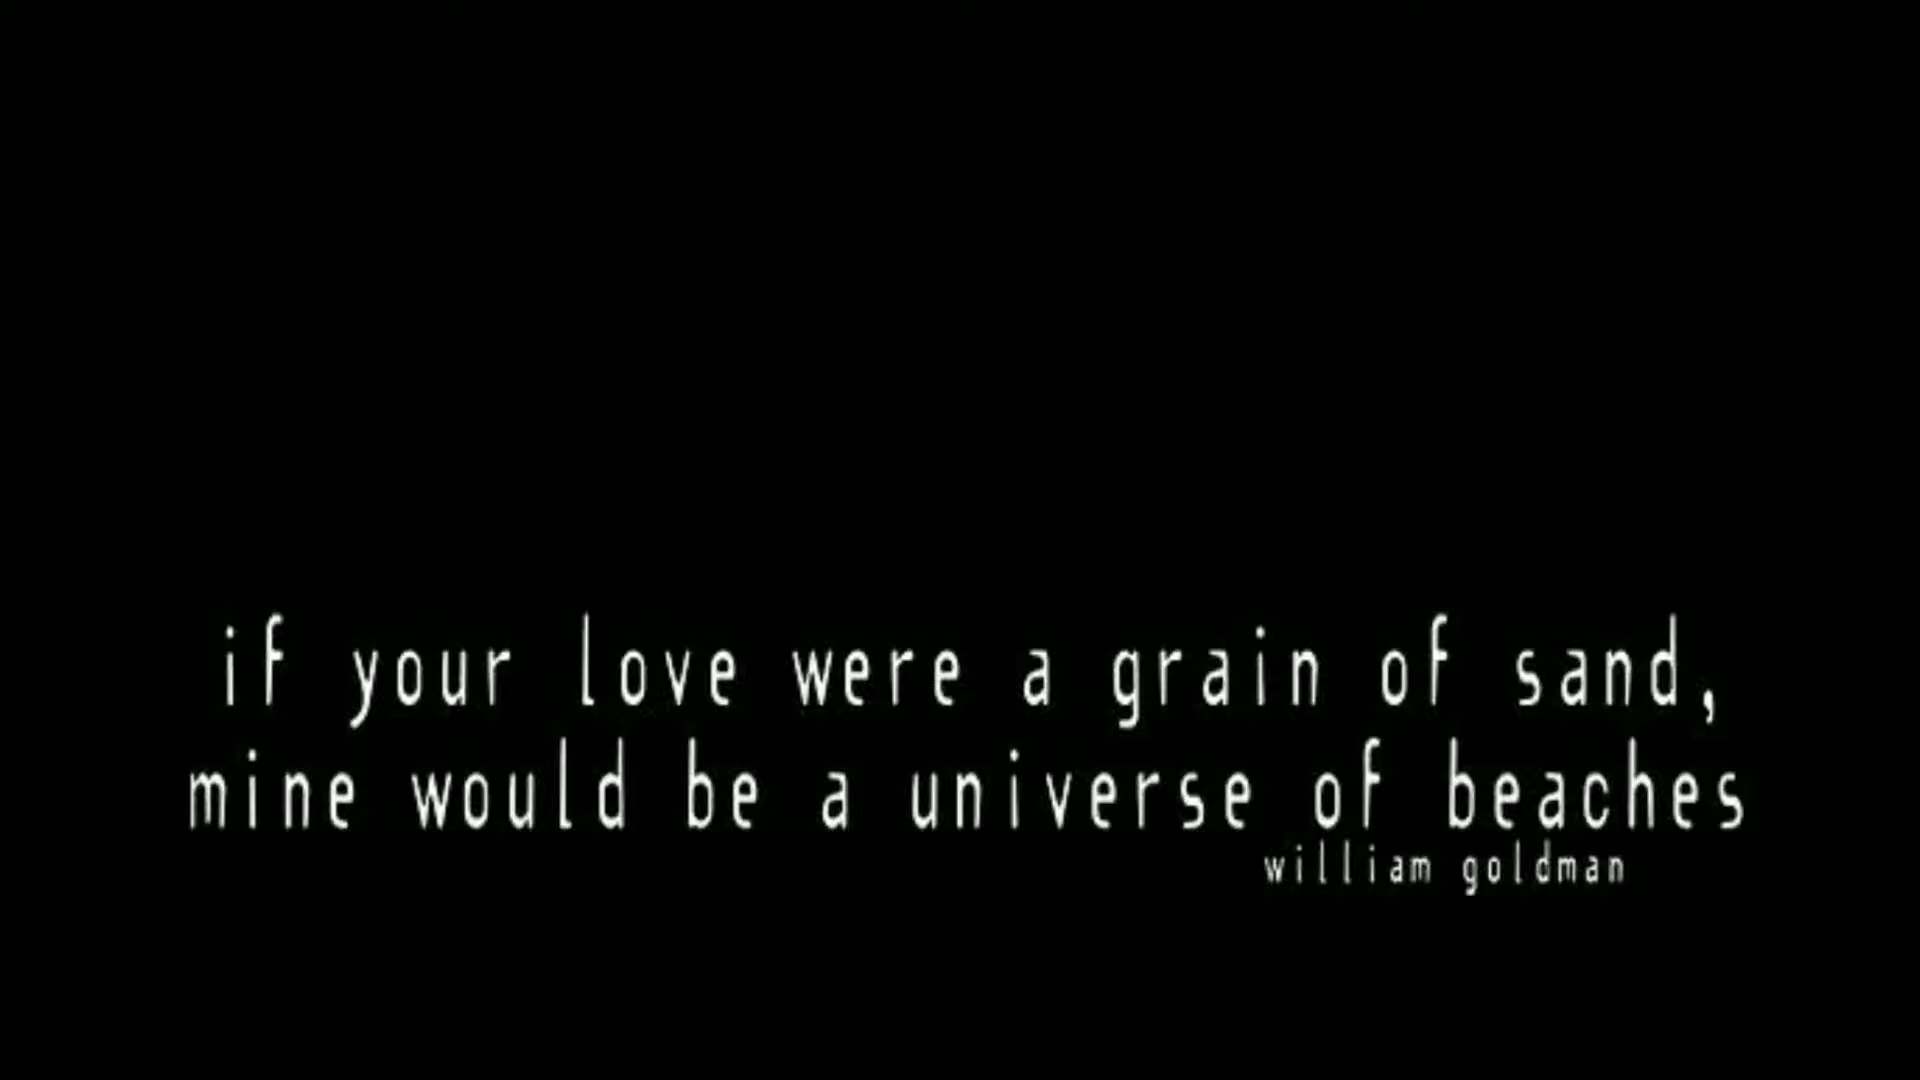 if your love were a grain of sand,
mine would be a universe of beaches
william goldman